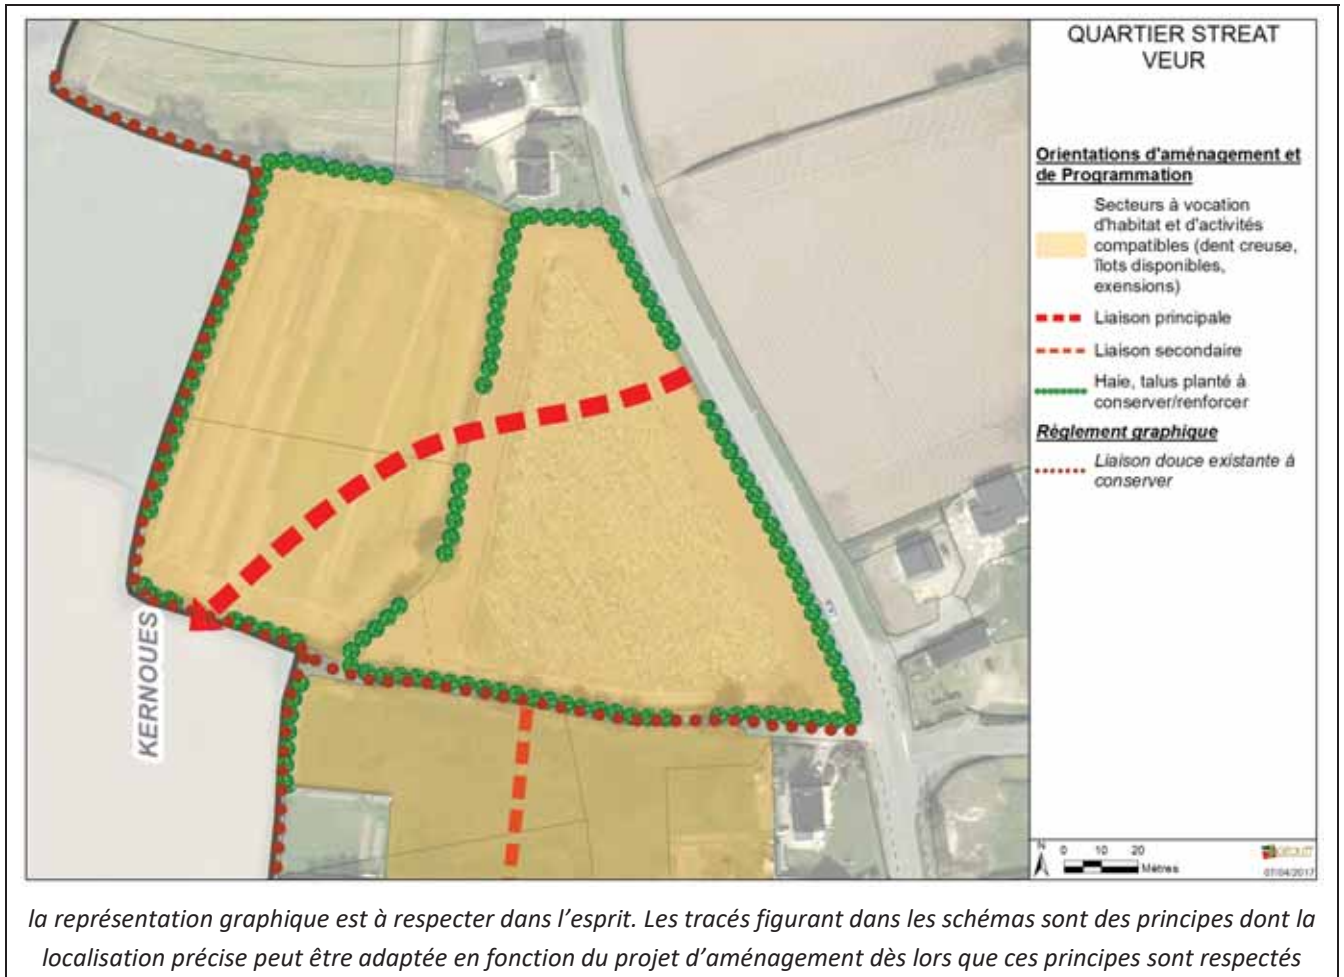 QUARTIER STREAT
VEUR
Orientations d'aménagement et
de Programmation
Secteurs à vocation
d'habitat et d'activités
compatibles (dent creuse,
îlots disponibles,
exensions)
Liaison principale
Liaison secondaire
Haie, talus planté à
conserver/renforcer
Règlement graphique
Liaison douce existante à
conserver
KERNOUES
N
0 10 20
Mètres
07/04/2017
la représentation graphique est à respecter dans l'esprit. Les tracés figurant dans les schémas sont des principes dont la
localisation précise peut être adaptée en fonction du projet d'aménagement dès lors que ces principes sont respectés